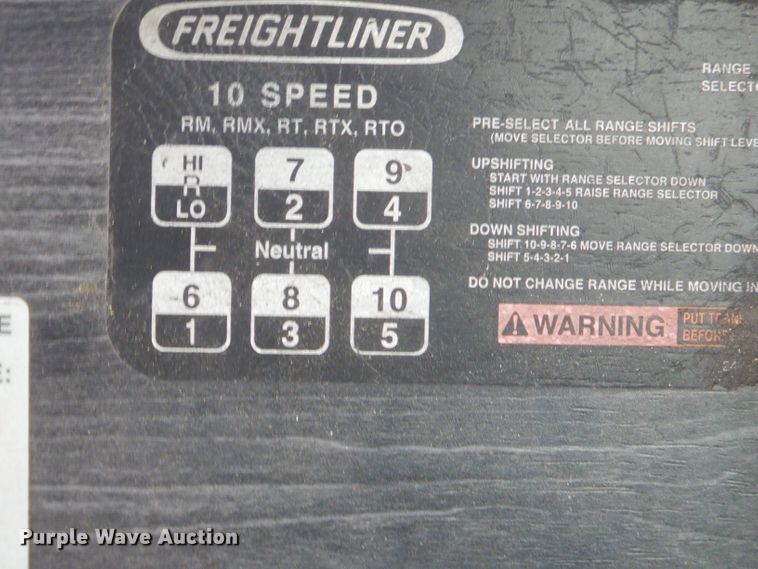 FREIGHTLINER
10 SPEED
RM, RMX, RT, RTX, RTO
HI
R
LO
7
2
9
4
Neutral
6
1
8
3
10
5
RANGE
PRE-SELECT ALL RANGE SHIFTS
(MOVE SELECTOR BEFORE MOVING SHIFT
UPSHIFTING
START WITH RANGE SELECTOR DOWN
SHIFT 1-2-3-4-5 RAISE RANGE SELECTOR
SHIFT 6-7-8-9-10
DOWN SHIFTING
SHIFT 10-9-8-7-6 MOVE RANGE SELECTOR DOWN
SHIFT 5-4-3-2-1
DO NOT CHANGE RANGE WHILE MOVING IN
WARNING
PUT
E
E:
Purple Wave Auction